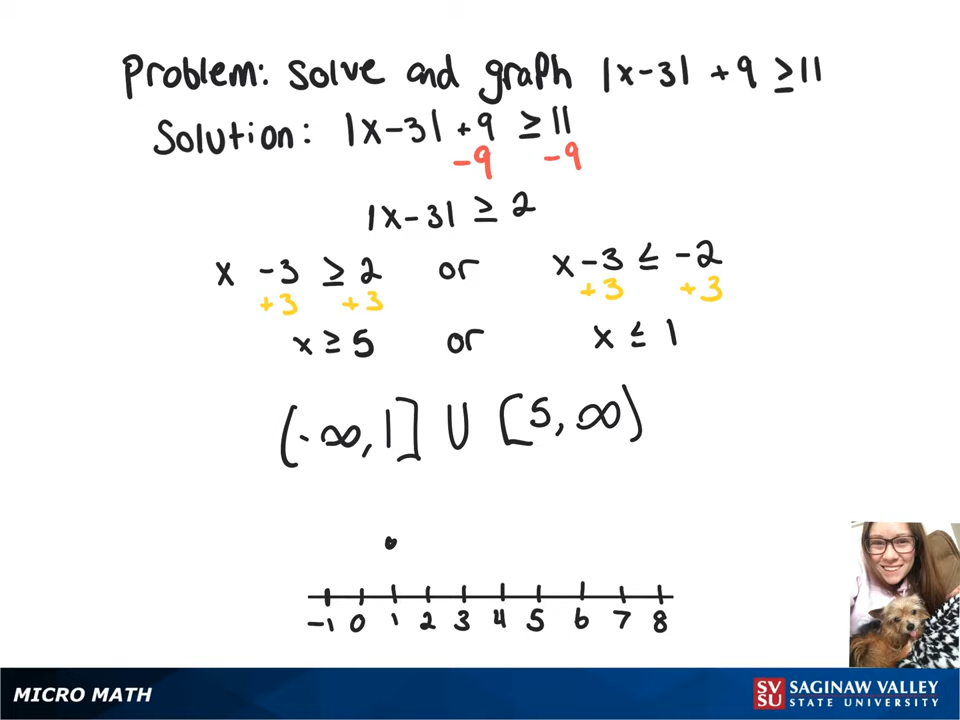 Problem: Solve and graph |x-3| + 9 ≥ 11
Solution: |x-3| + 9 ≥ 11
-9 -9
|x-3| ≥ 2
x - 3 ≥ 2 or x - 3 ≤ -2
+3 +3 +3 +3
x ≥ 5 or x ≤ 1
(-∞, 1] ∪ [5, ∞)
-1 0 1 2 3 4 5 6 7 8
MICRO MATH
SV SU SAGINAW VALLEY
STATE UNIVERSITY